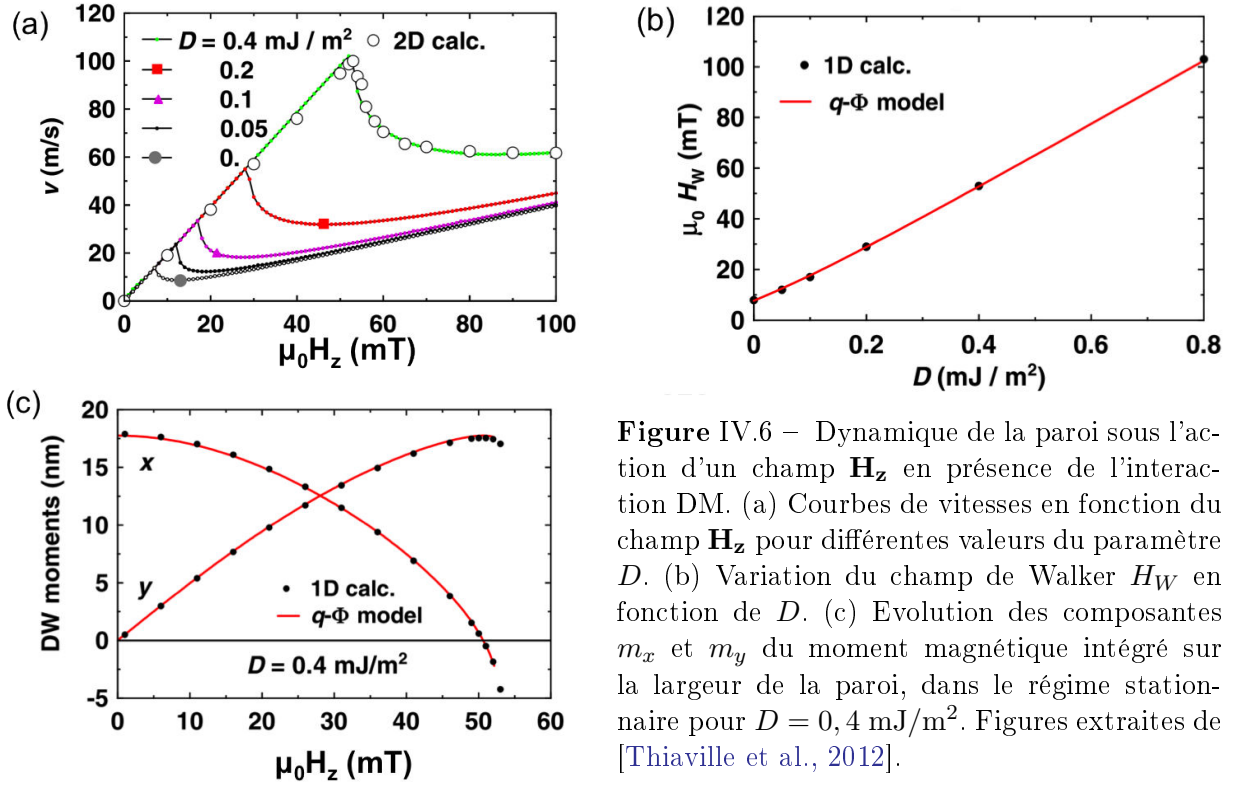 (a)
120
100
80
60
40
20
0
v (m/s)
D = 0.4 mJ / m²
2D calc.
0.2
0.1
0.05
0.
0 20 40 60 80 100
μ₀Hz (mT)
(b)
120
100
80
60
40
20
0
μ₀ HW (mT)
1D calc.
q-Φ model
0 0.2 0.4 0.6 0.8
D (mJ / m²)
(c)
20
15
10
5
0
-5
DW moments (nm)
x
y
1D calc.
q-Φ model
D = 0.4 mJ/m²
0 10 20 30 40 50 60
μ₀Hz (mT)
Figure IV.6 – Dynamique de la paroi sous l'ac-
tion d'un champ Hz en présence de l'interac-
tion DM. (a) Courbes de vitesses en fonction du
champ Hz pour différentes valeurs du paramètre
D. (b) Variation du champ de Walker HW en
fonction de D. (c) Evolution des composantes
mx et my du moment magnétique intégré sur
la largeur de la paroi, dans le régime station-
naire pour D = 0, 4 mJ/m². Figures extraites de
[Thiaville et al., 2012].